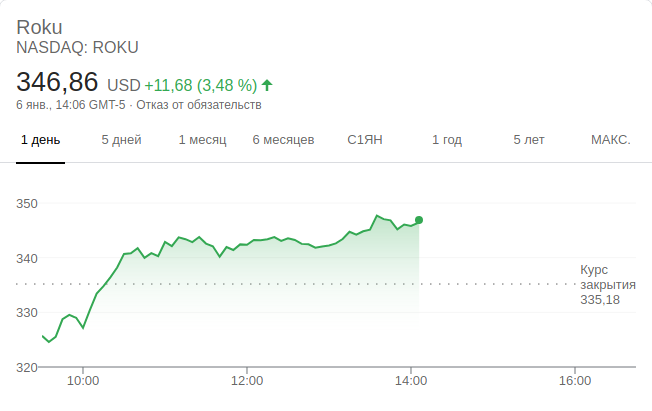 Roku
NASDAQ: ROKU
346,86 USD +11,68 (3,48 %)
6 янв., 14:06 GMT-5 · Отказ от обязательств
1 день 5 дней 1 месяц 6 месяцев С1ЯН 1 год 5 лет МАКС.
350
340
Курс
закрытия
335,18
330
320
10:00 12:00 14:00 16:00